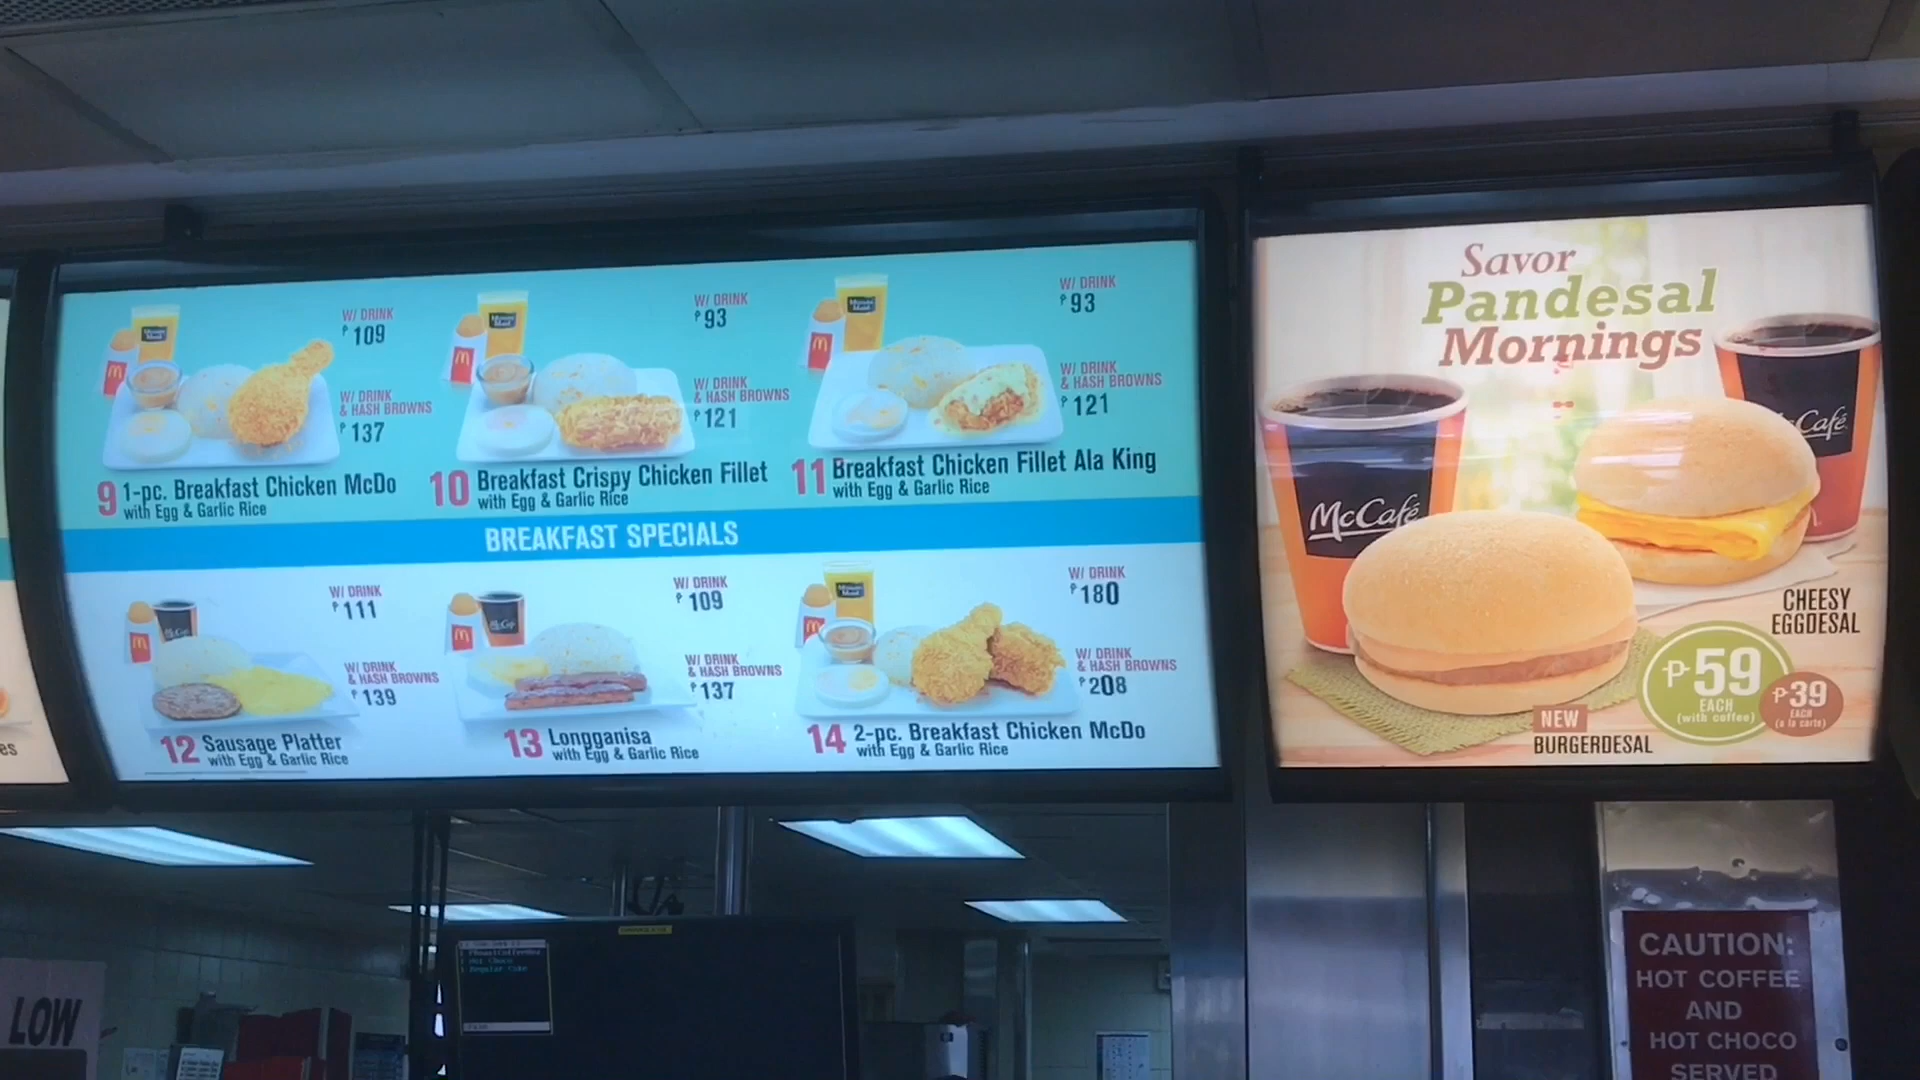 W/ DRINK
₱109
W/ DRINK
& HASH BROWNS
₱137
9 1-pc. Breakfast Chicken McDo
with Egg & Garlic Rice
W/ DRINK
₱93
W/ DRINK
& HASH BROWNS
₱121
10 Breakfast Crispy Chicken Fillet
with Egg & Garlic Rice
W/ DRINK
₱93
W/ DRINK
& HASH BROWNS
₱121
11 Breakfast Chicken Fillet Ala King
with Egg & Garlic Rice
BREAKFAST SPECIALS
W/ DRINK
₱111
W/ DRINK
& HASH BROWNS
₱139
12 Sausage Platter
with Egg & Garlic Rice
W/ DRINK
₱109
W/ DRINK
& HASH BROWNS
₱137
13 Longganisa
with Egg & Garlic Rice
W/ DRINK
₱180
W/ DRINK
& HASH BROWNS
₱208
14 2-pc. Breakfast Chicken McDo
with Egg & Garlic Rice
Savor
Pandesal
Mornings
McCafé
cCafé
CHEESY
EGGDESAL
₱59
EACH
(with coffee)
₱39
EACH
(a la carte)
NEW
BURGERDESAL
es
LOW
CAUTION:
HOT COFFEE
AND
HOT CHOCO
SERVED